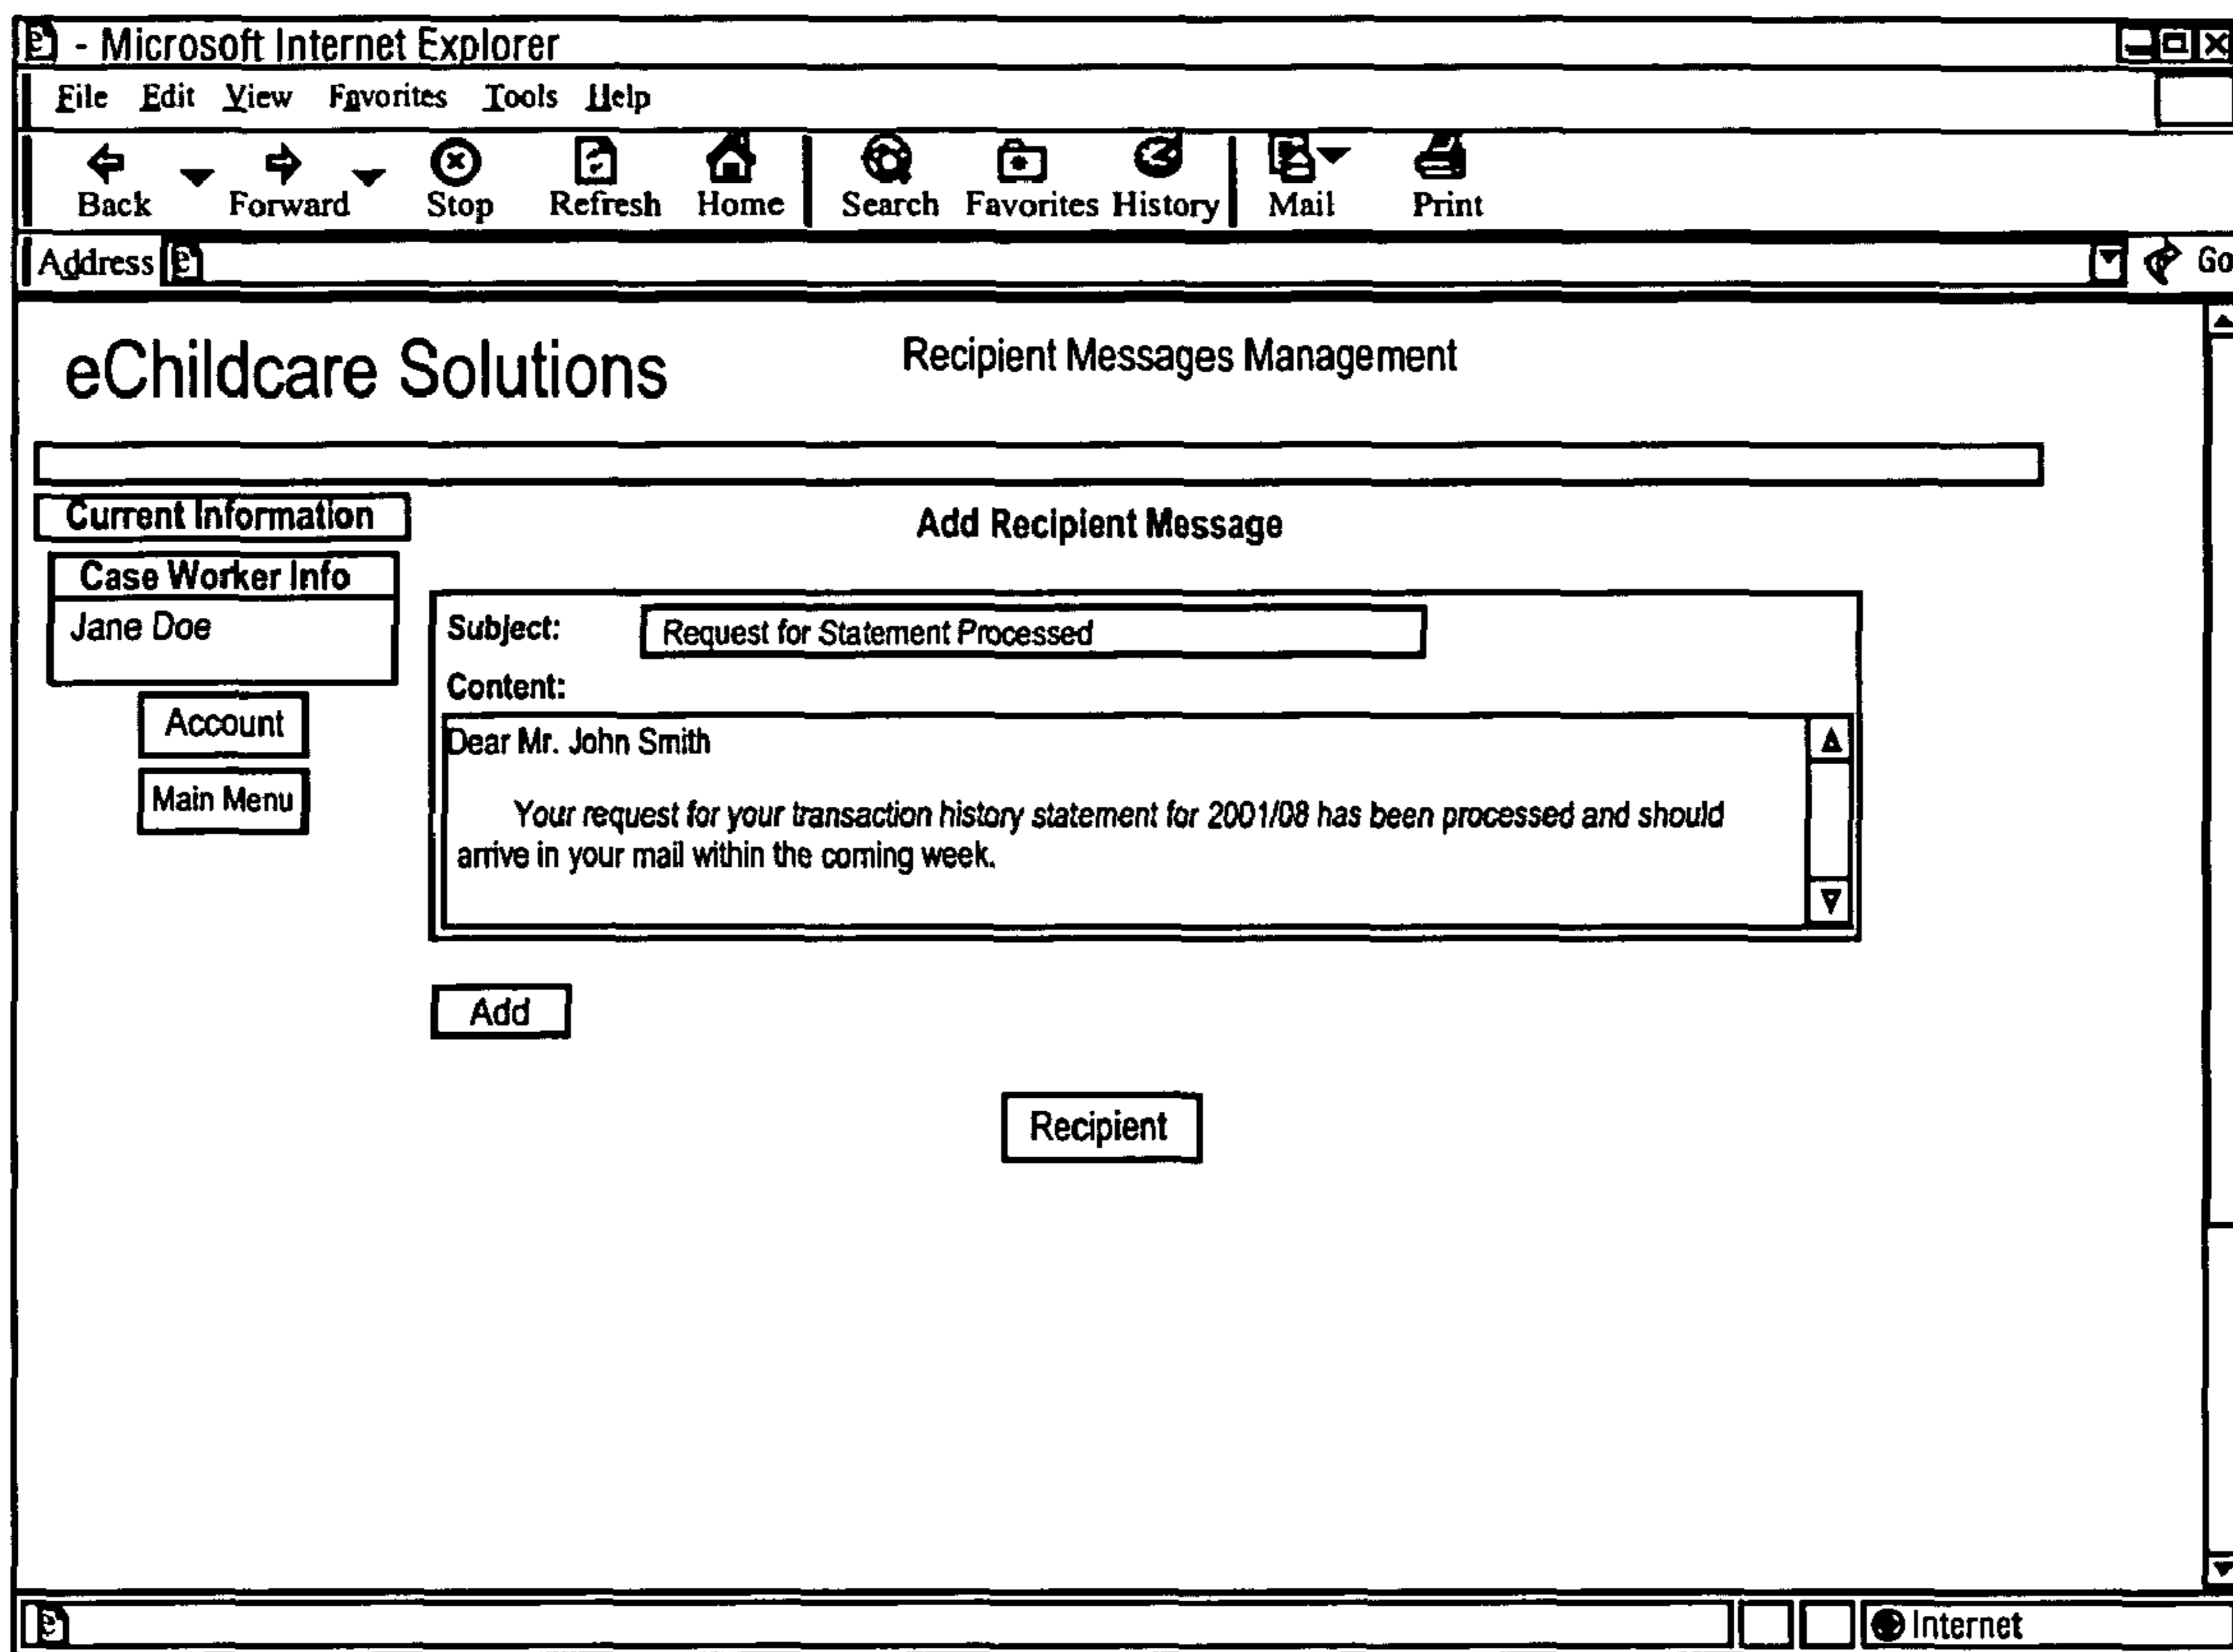 - Microsoft Internet Explorer
File Edit View Favorites Tools Help
Back Forward Stop Refresh Home Search Favorites History Mail Print
Address Go
eChildcare Solutions
Recipient Messages Management
Current Information
Add Recipient Message
Case Worker Info
Jane Doe
Subject: Request for Statement Processed
Content:
Account
Dear Mr. John Smith
Main Menu
Your request for your transaction history statement for 2001/08 has been processed and should
arrive in your mail within the coming week.
Add
Recipient
Internet